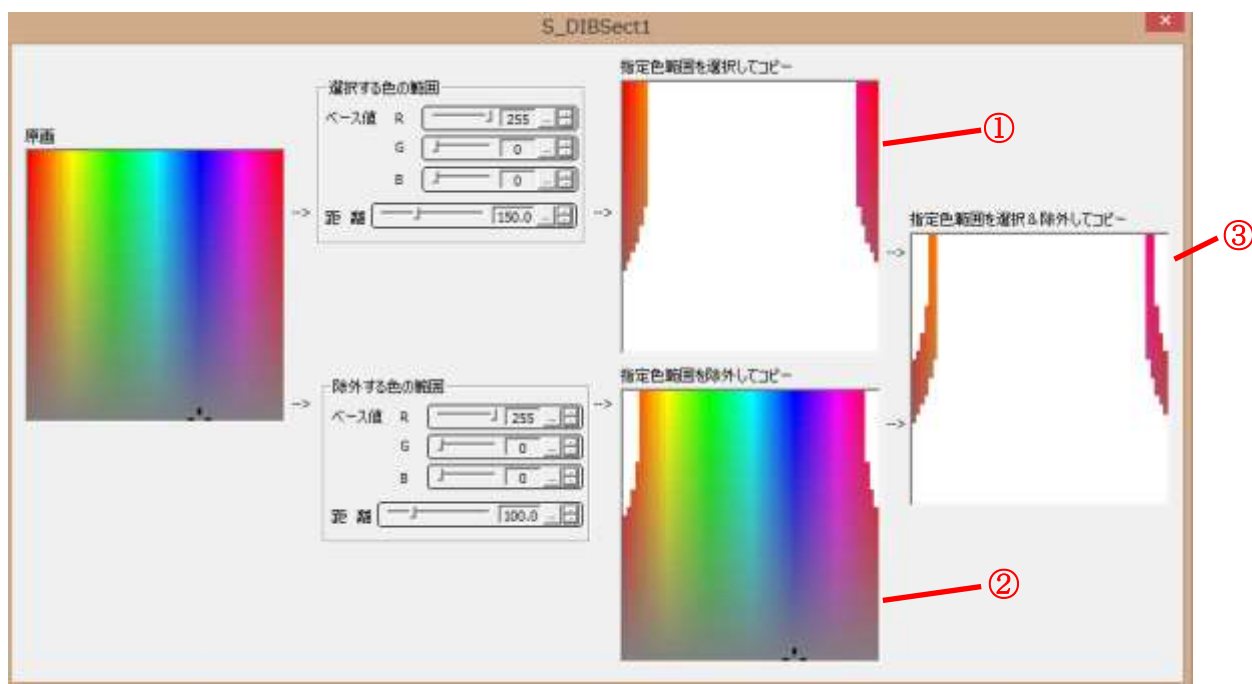 S_DIBSect1
×
原画
-->
選択する色の範囲
ベース値 R 255 ...
G 0 ...
B 0 ...
距 離 150.0 ...
-->
指定色範囲を選択してコピー
①
-->
除外する色の範囲
ベース値 R 255 ...
G 0 ...
B 0 ...
距 離 100.0 ...
-->
指定色範囲を除外してコピー
②
-->
-->
指定色範囲を選択&除外してコピー
③